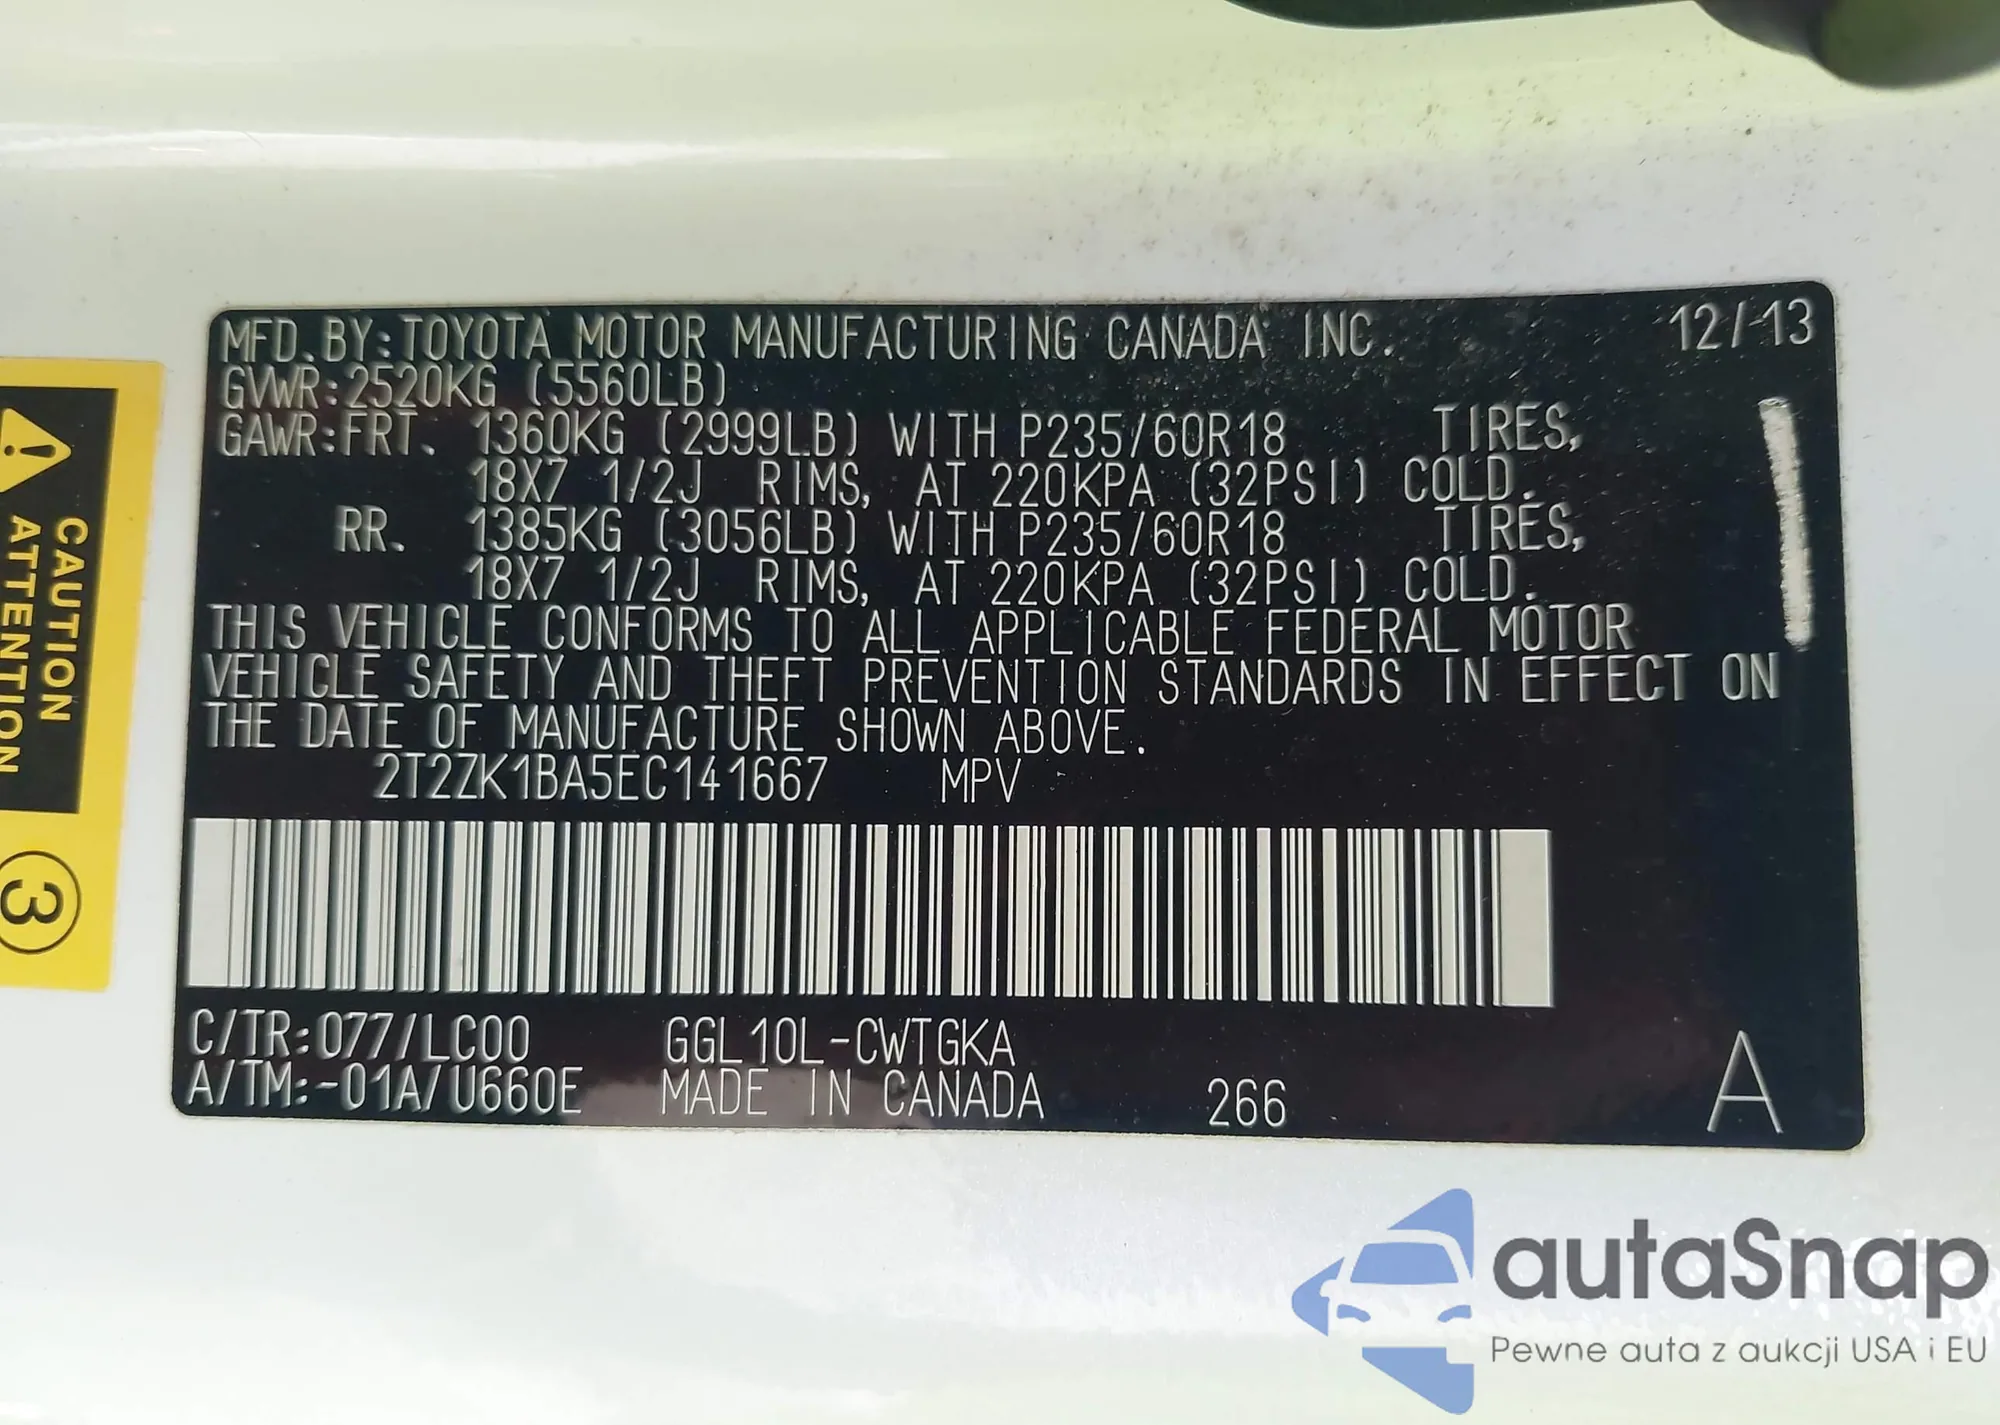 MFD. BY: TOYOTA MOTOR MANUFACTURING CANADA INC. 12/13
GVWR: 2520KG (5560LB)
GAWR: FRT. 1360KG (2999LB) WITH P235/60R18 TIRES,
18X7 1/2J RIMS, AT 220KPA (32PSI) COLD.
RR. 1385KG (3056LB) WITH P235/60R18 TIRES,
18X7 1/2J RIMS, AT 220KPA (32PSI) COLD.
THIS VEHICLE CONFORMS TO ALL APPLICABLE FEDERAL MOTOR
VEHICLE SAFETY AND THEFT PREVENTION STANDARDS IN EFFECT ON
THE DATE OF MANUFACTURE SHOWN ABOVE.
2T2ZK1BA5EC141667 MPV
C/TR: 077/LC00 GGL10L-CWTGKA
A/TM: -01A/U660E MADE IN CANADA 266 A
CAUTION
ATTENTION
3
autaSnap
Pewne auta z aukcji USA i EU